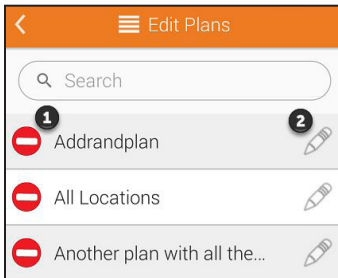 Edit Plans
Search
1
2
Addrandplan
All Locations
Another plan with all the...